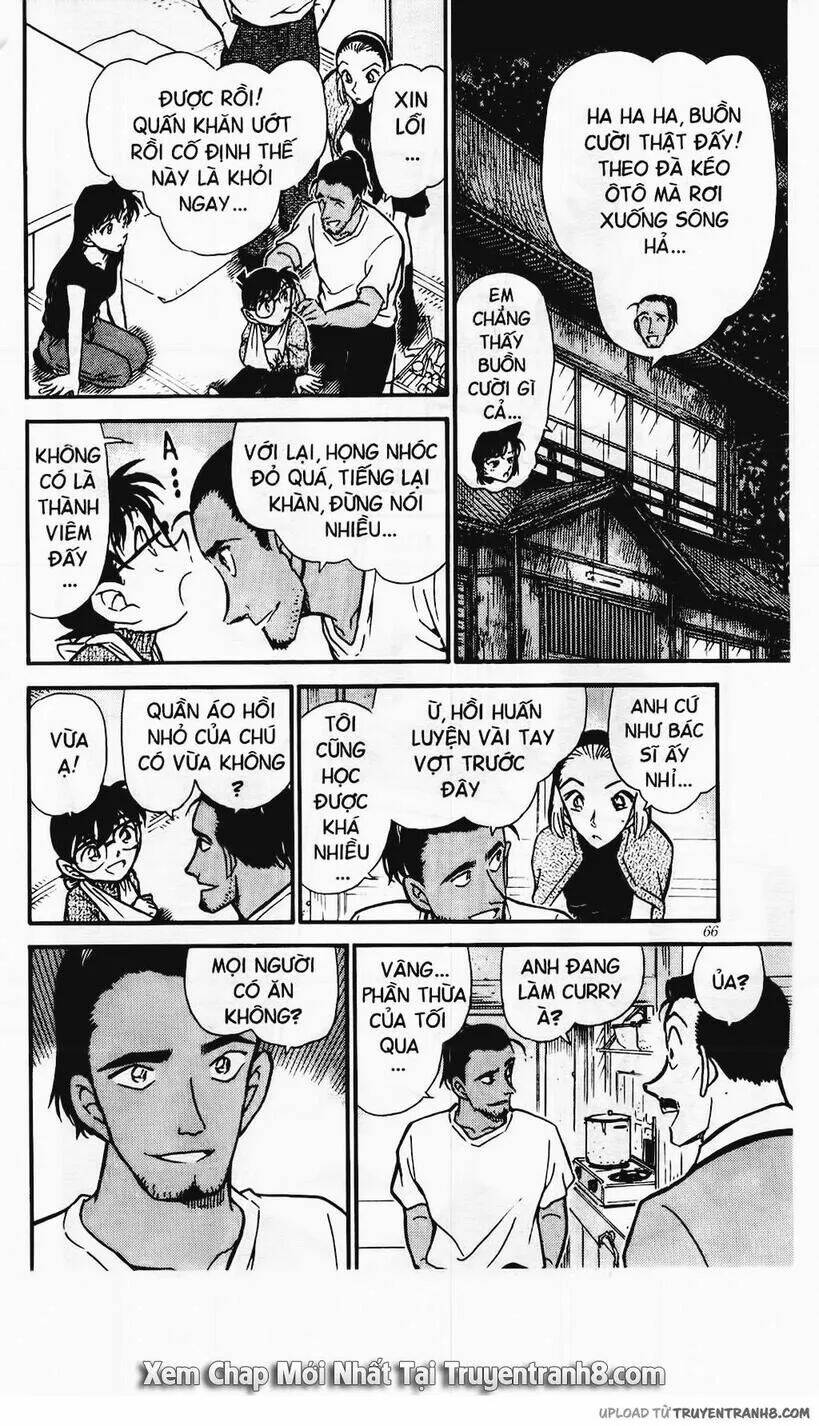 HA HA HA, BUỒN
CƯỜI THẬT ĐẤY!
THEO ĐÀ KÉO
ÔTÔ MÀ RƠI
XUỐNG SÔNG
HẢ...
EM
CHẲNG
THẤY
BUỒN
CƯỜI GÌ
CẢ...
XIN
LỖI
...
ĐƯỢC RỒI!
QUẤN KHĂN ƯỚT
RỒI CỐ ĐỊNH THẾ
NÀY LÀ KHỎI
NGAY...
VỚI LẠI, HỌNG NHÓC
ĐỎ QUÁ, TIẾNG LẠI
KHÀN, ĐỪNG NÓI
NHIỀU...
A
...
KHÔNG
CÓ LÀ
THÀNH
VIÊM
ĐẤY
...
ANH CỨ
NHƯ BÁC
SĨ ẤY
NHỈ...
Ừ, HỒI HUẤN
LUYỆN VÀI TAY
VỢT TRƯỚC
ĐÂY
TÔI
CŨNG
HỌC
ĐƯỢC
KHÁ
NHIỀU...
QUẦN ÁO HỒI
NHỎ CỦA CHÚ
CÓ VỪA KHÔNG
?
VỪA
Ạ!
66
ỦA?
ANH ĐANG
LÀM CURRY
À?
VÂNG...
PHẦN THỪA
CỦA TỐI
QUA
...
MỌI NGƯỜI
CÓ ĂN
KHÔNG?
Xem Chap Mới Nhất Tại Truyentranh8.com
UPLOAD TỪ TRUYENTRANH8.COM